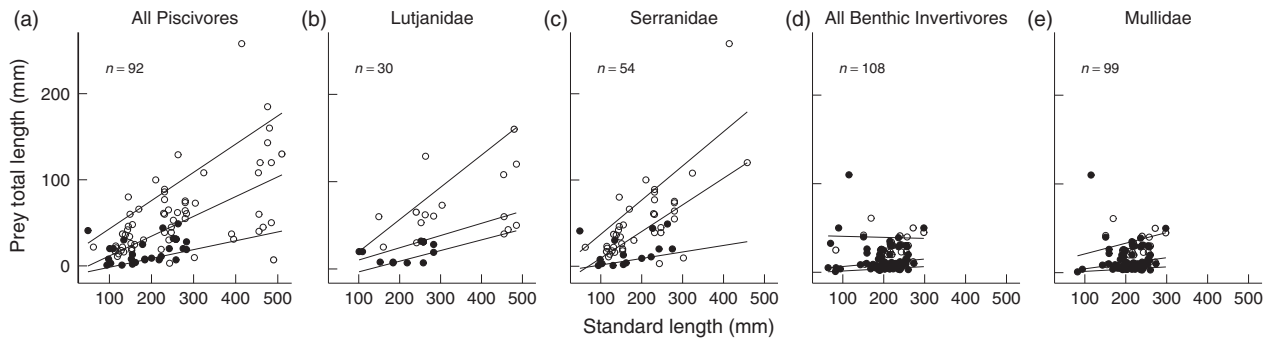 (a) All Piscivores (b) Lutjanidae (c) Serranidae (d) All Benthic Invertivores (e) Mullidae
n = 92 n = 30 n = 54 n = 108 n = 99
Prey total length (mm)
200
100
0
100 200 300 400 500 100 200 300 400 500 100 200 300 400 500 100 200 300 400 500 100 200 300 400 500
Standard length (mm)